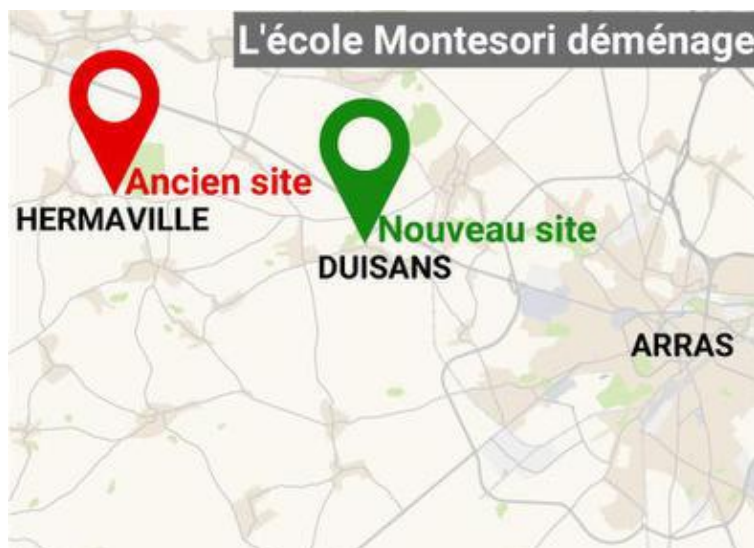 L'école Montesori déménage
Ancien site
HERMAVILLE
Nouveau site
DUISANS
ARRAS